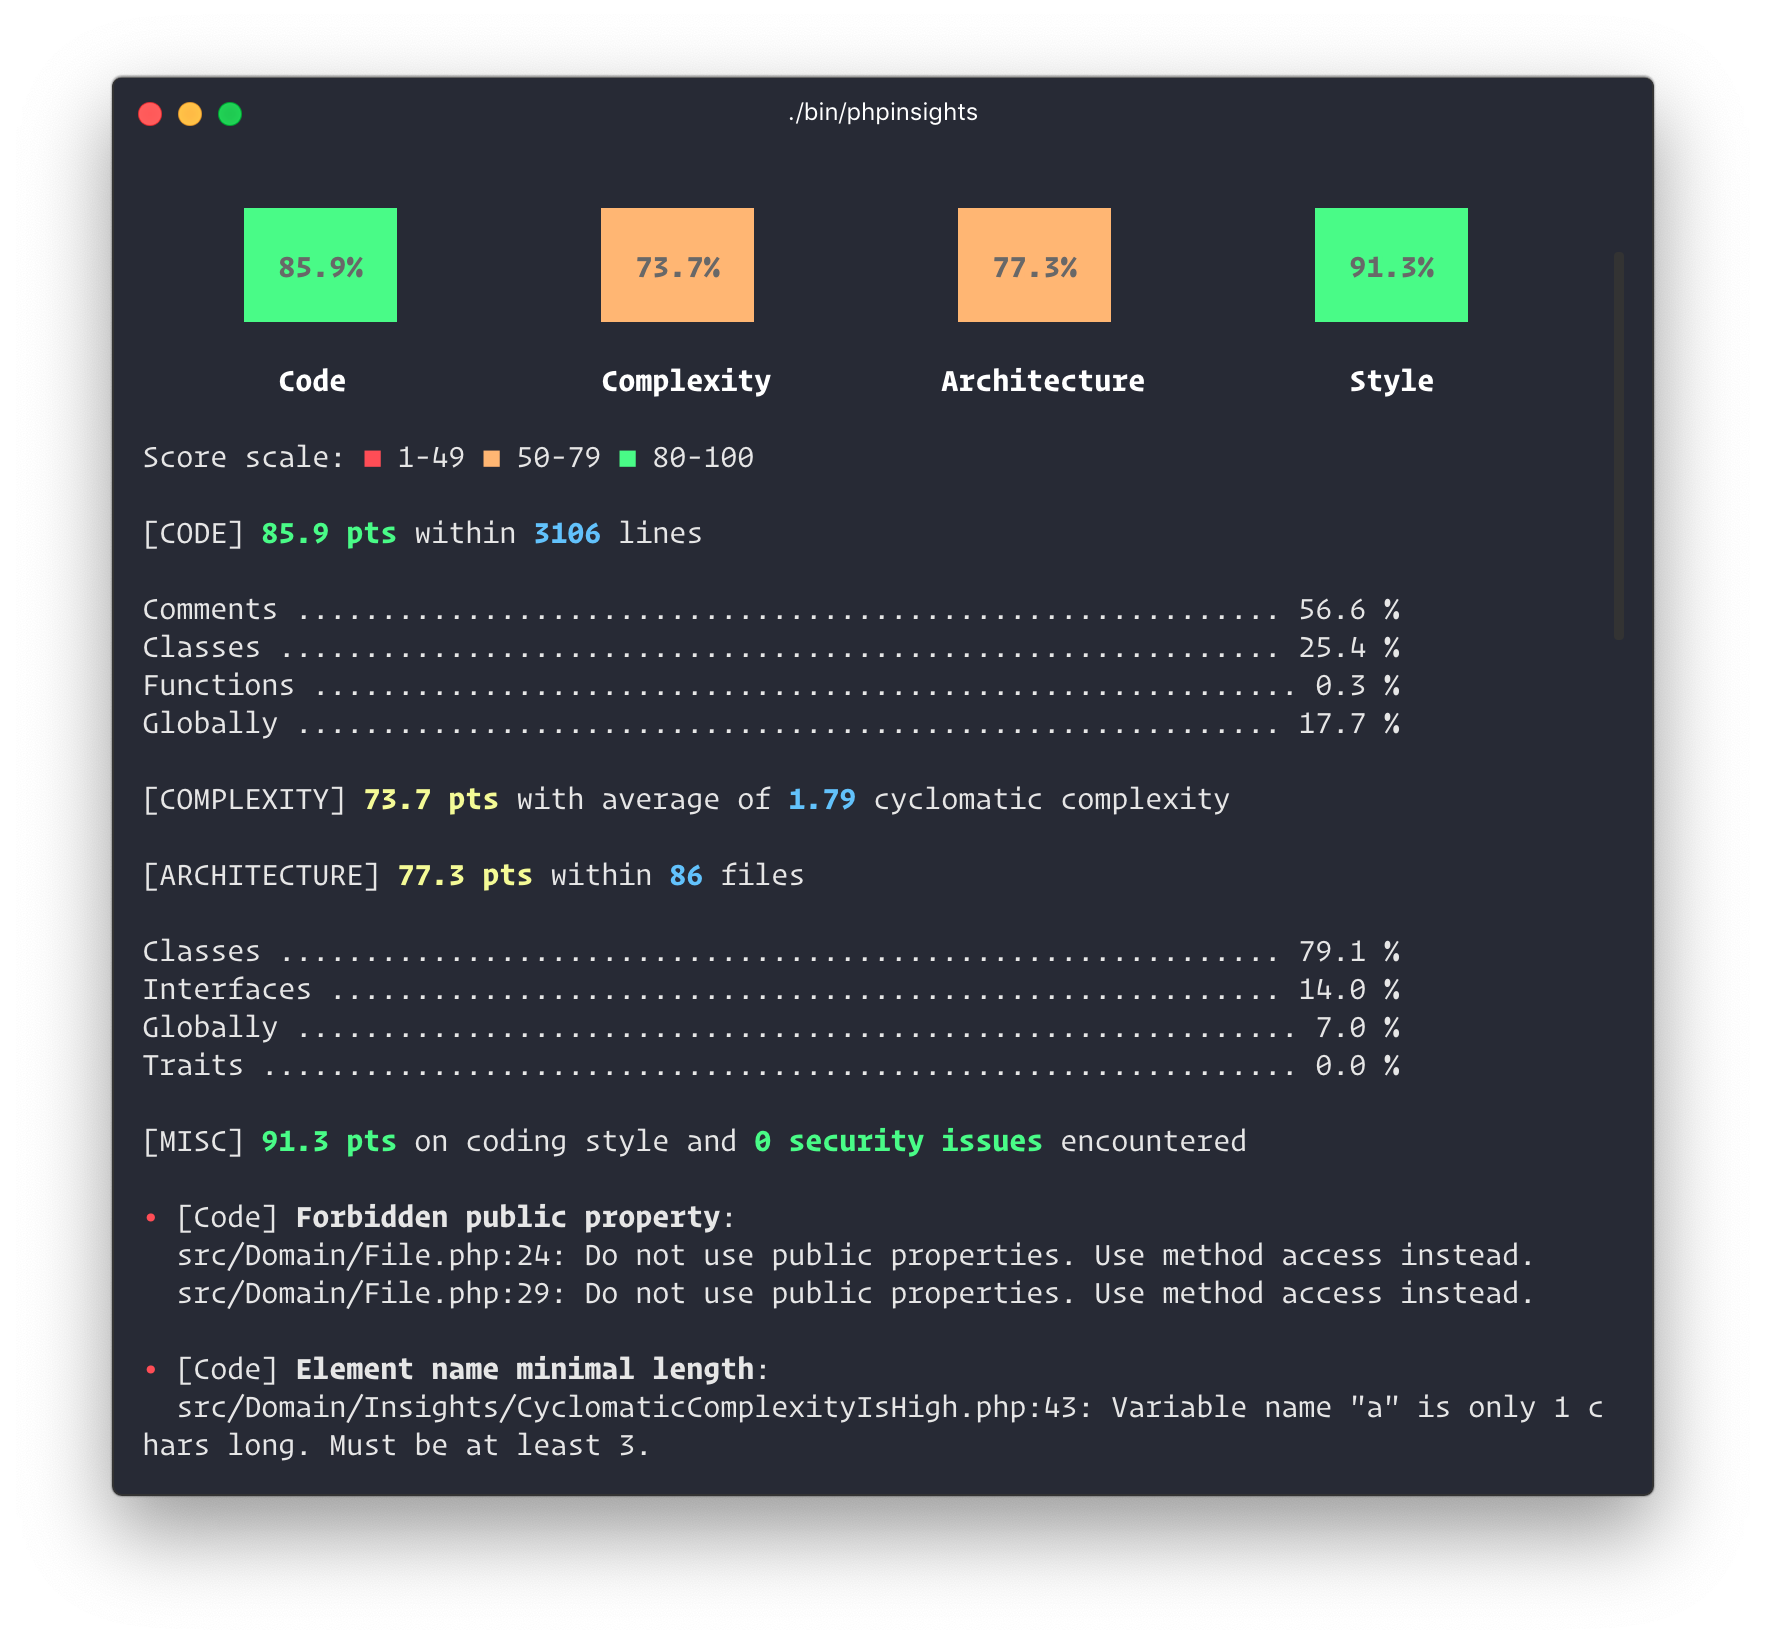 ./bin/phpinsights
85.9% 73.7% 77.3% 91.3%
Code Complexity Architecture Style
Score scale: 1-49 50-79 80-100
[CODE] 85.9 pts within 3106 lines
Comments .......................................................... 56.6 %
Classes ........................................................... 25.4 %
Functions .......................................................... 0.3 %
Globally .......................................................... 17.7 %
[COMPLEXITY] 73.7 pts with average of 1.79 cyclomatic complexity
[ARCHITECTURE] 77.3 pts within 86 files
Classes ........................................................... 79.1 %
Interfaces ........................................................ 14.0 %
Globally ........................................................... 7.0 %
Traits ............................................................. 0.0 %
[MISC] 91.3 pts on coding style and 0 security issues encountered
• [Code] Forbidden public property:
src/Domain/File.php:24: Do not use public properties. Use method access instead.
src/Domain/File.php:29: Do not use public properties. Use method access instead.
• [Code] Element name minimal length:
src/Domain/Insights/CyclomaticComplexityIsHigh.php:43: Variable name "a" is only 1 c
hars long. Must be at least 3.